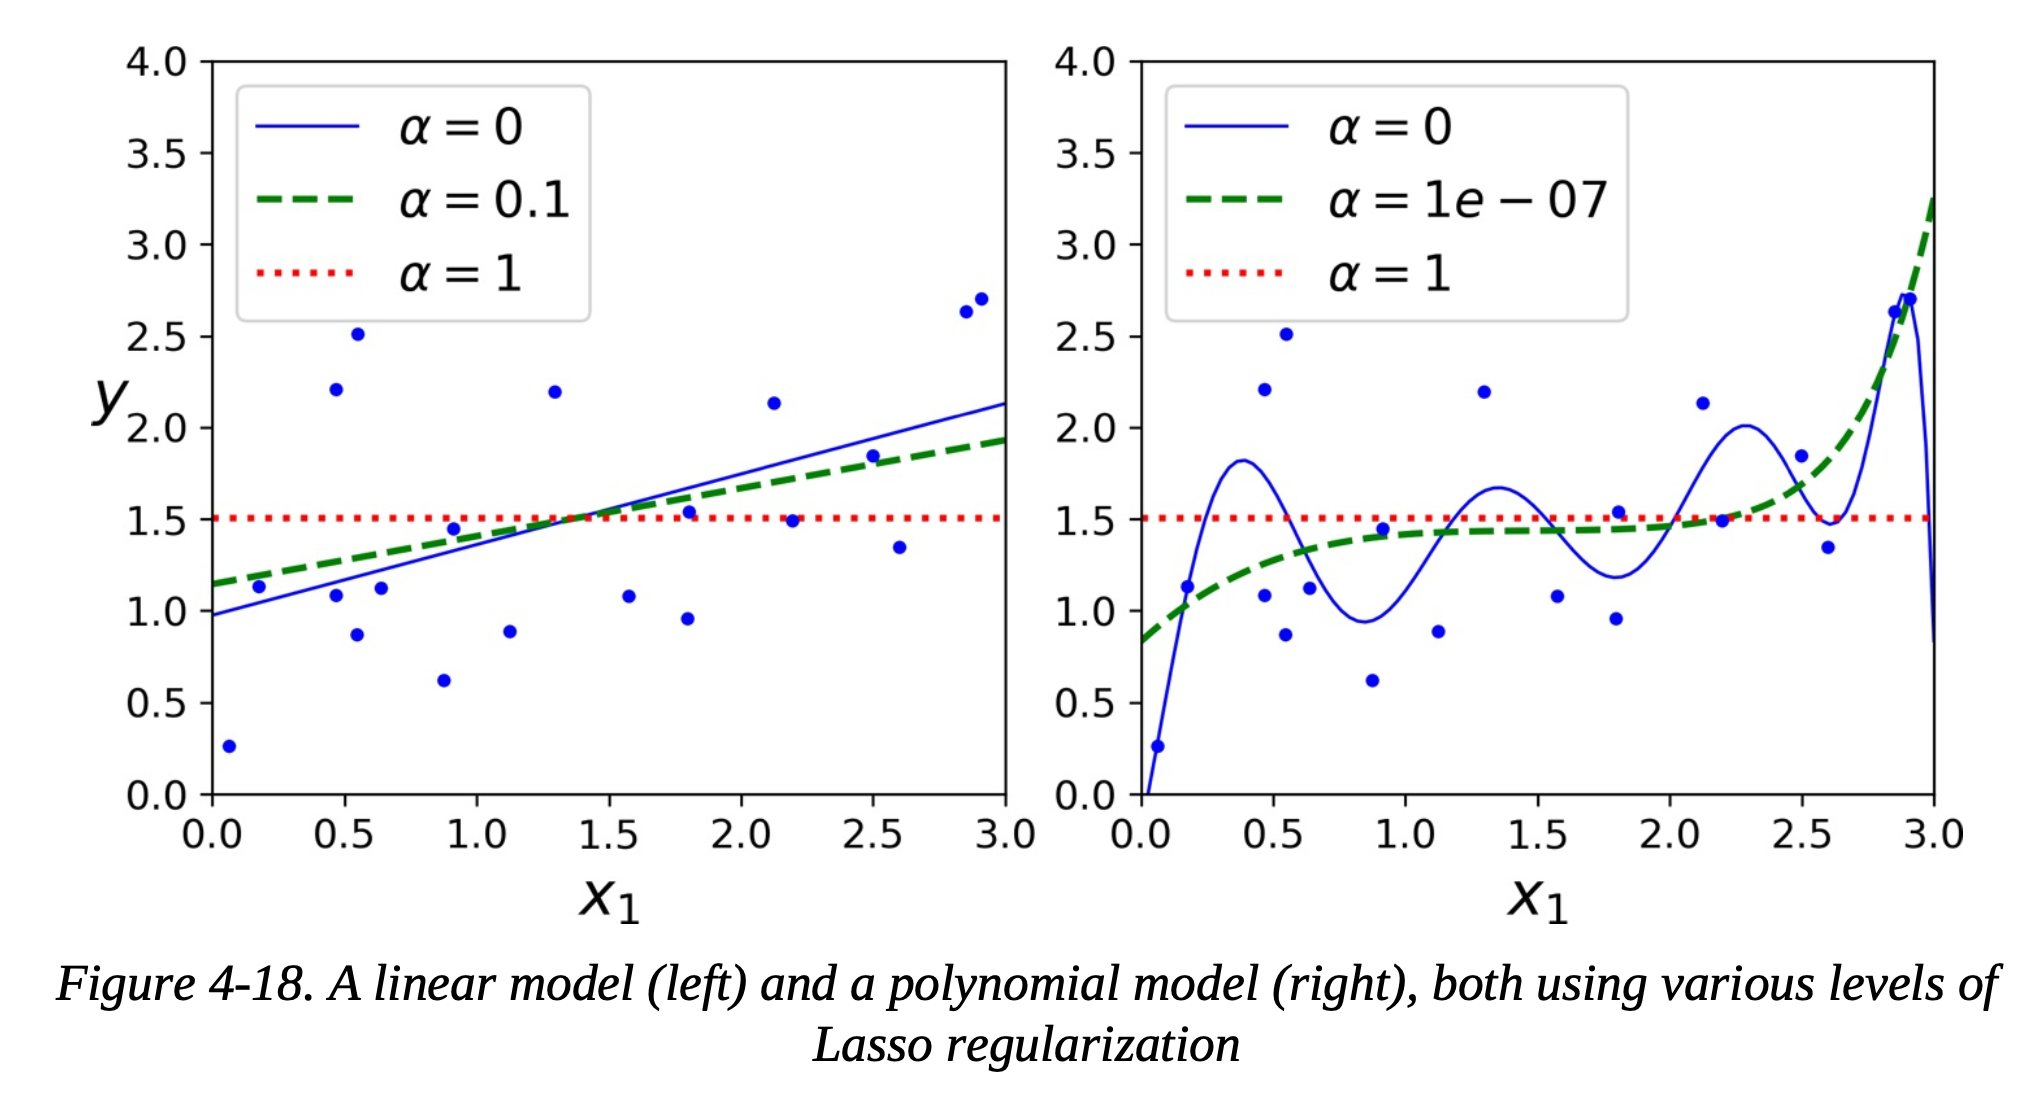 4.0
3.5
3.0
2.5
2.0
1.5
1.0
0.5
0.0
y
α = 0
α = 0.1
α = 1
0.0 0.5 1.0 1.5 2.0 2.5 3.0
x₁
4.0
3.5
3.0
2.5
2.0
1.5
1.0
0.5
0.0
α = 0
α = 1e − 07
α = 1
0.0 0.5 1.0 1.5 2.0 2.5 3.0
x₁
Figure 4-18. A linear model (left) and a polynomial model (right), both using various levels of
Lasso regularization